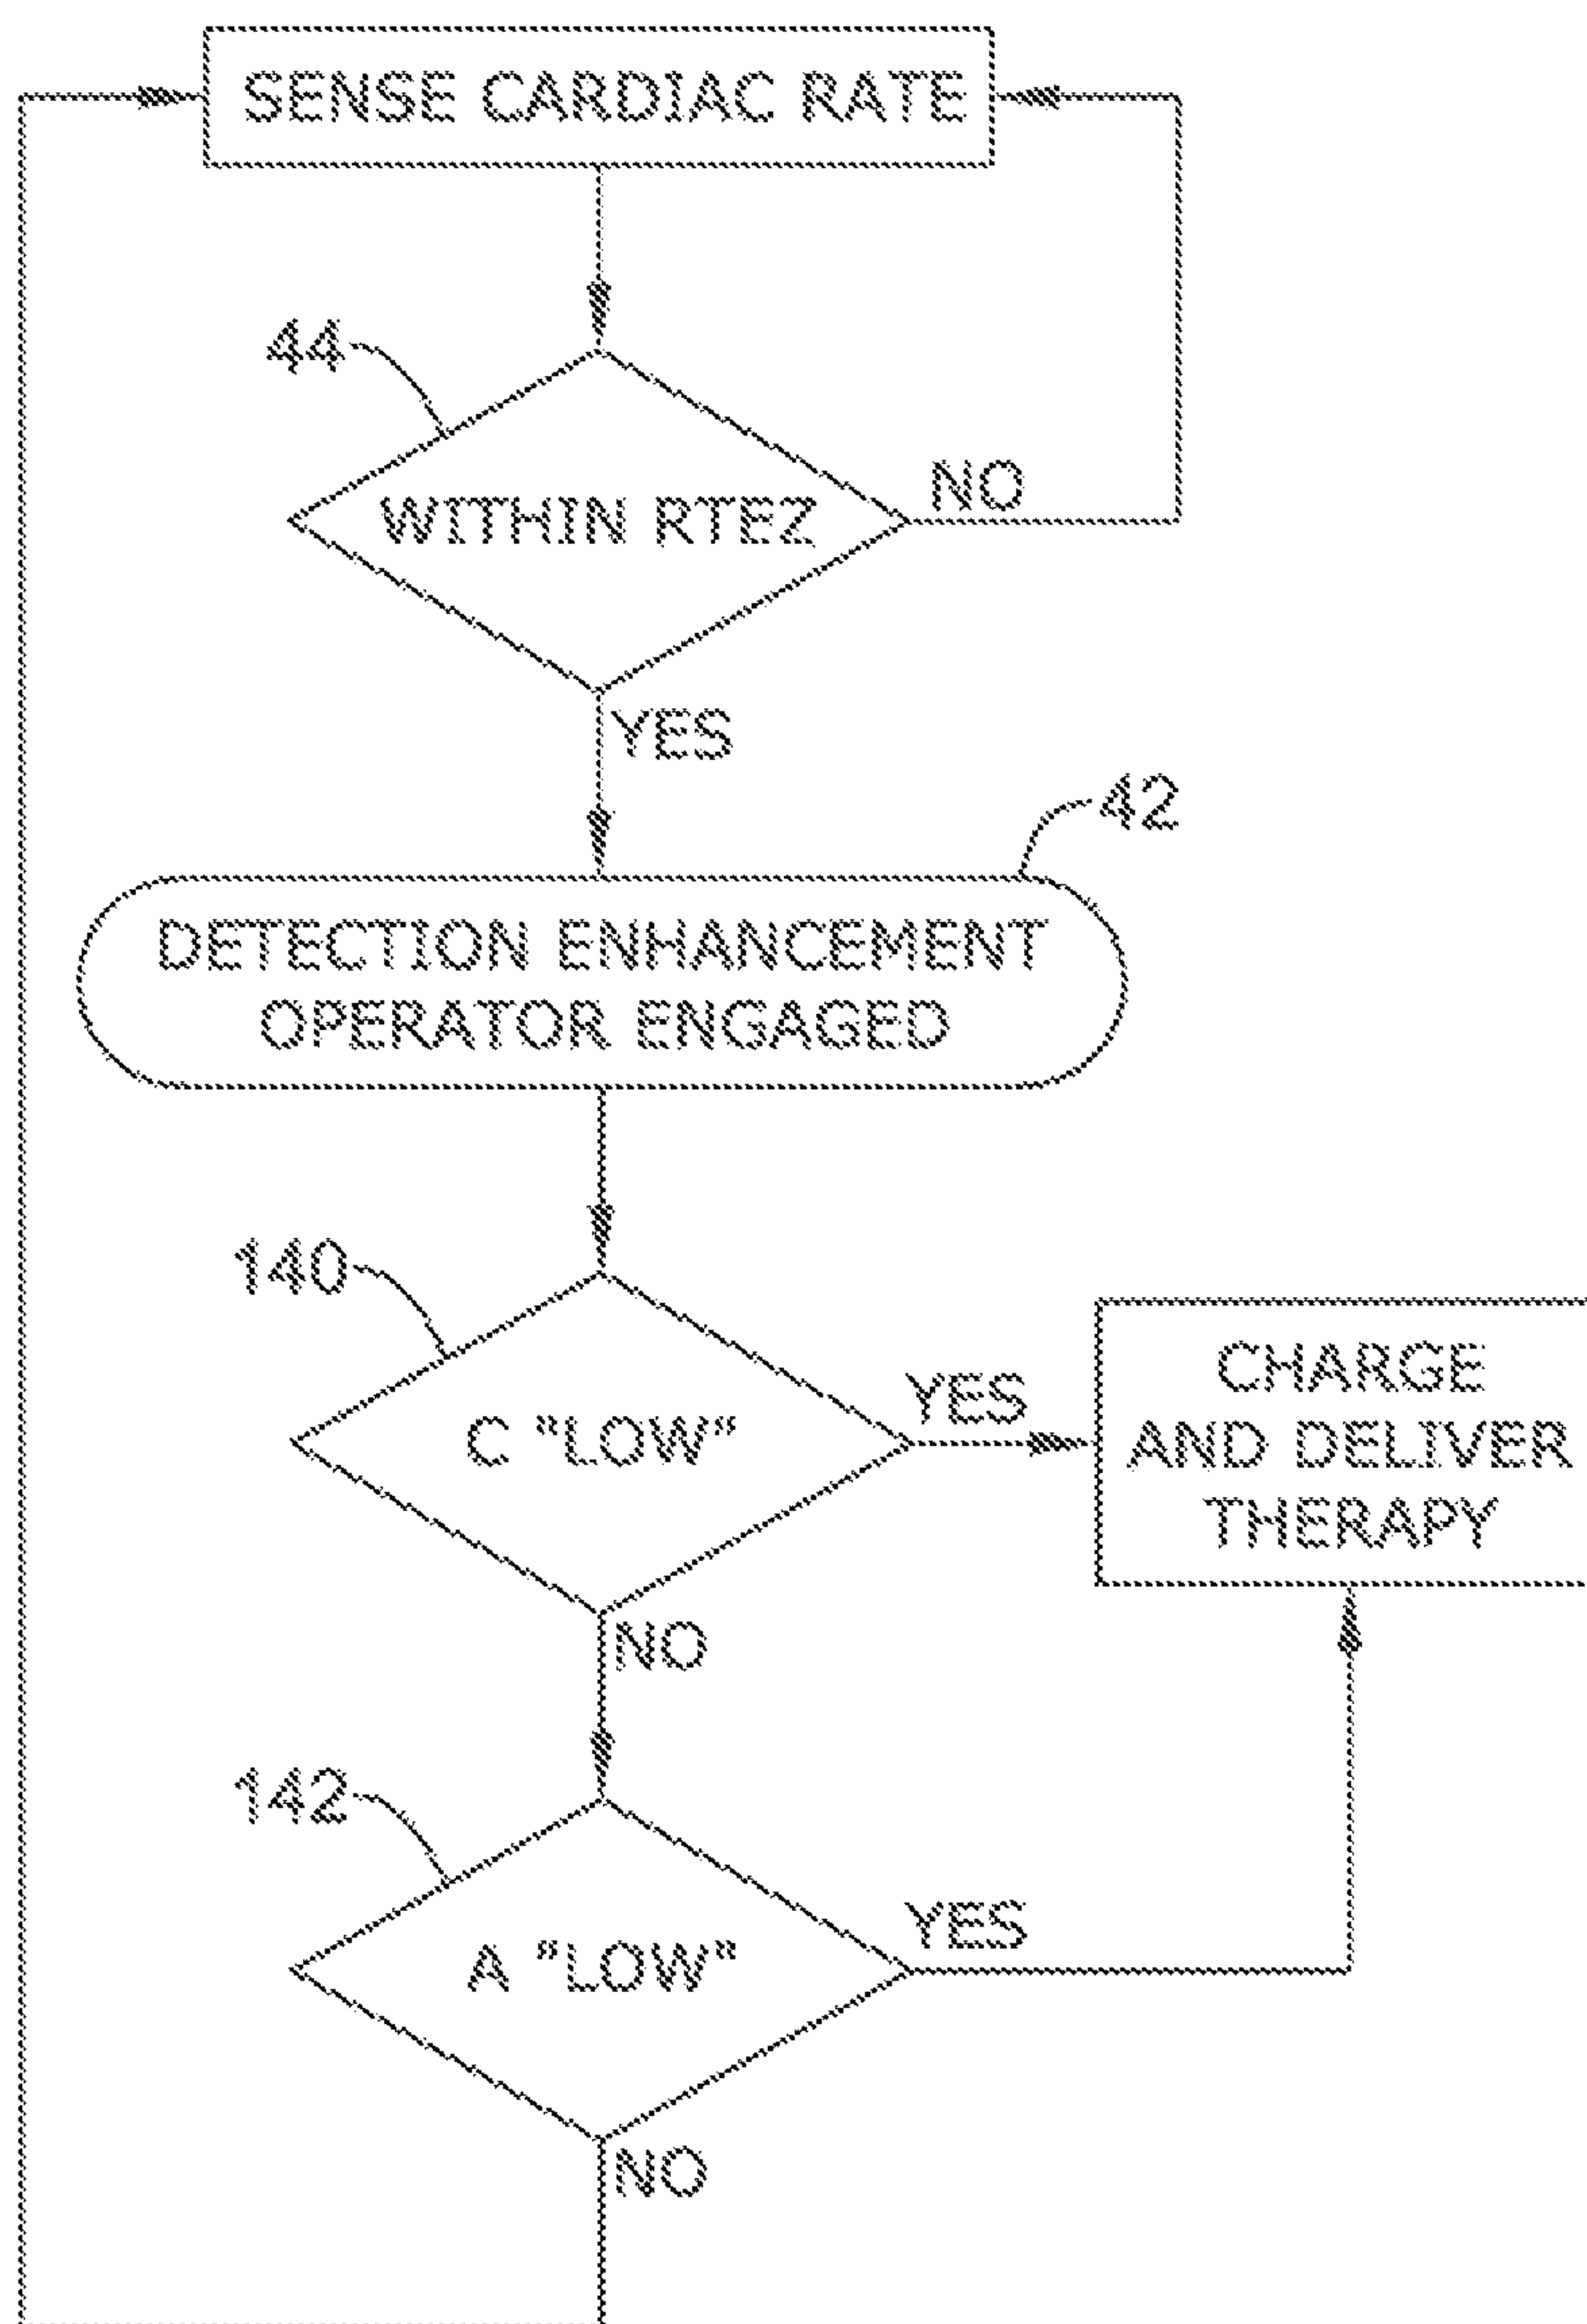 SENSE CARDIAC RATE
44
WITHIN RTEZ
NO
YES
42
DETECTION ENHANCEMENT
OPERATOR ENGAGED
140
C "LOW"
YES
CHARGE
AND DELIVER
THERAPY
NO
142
A "LOW"
YES
NO